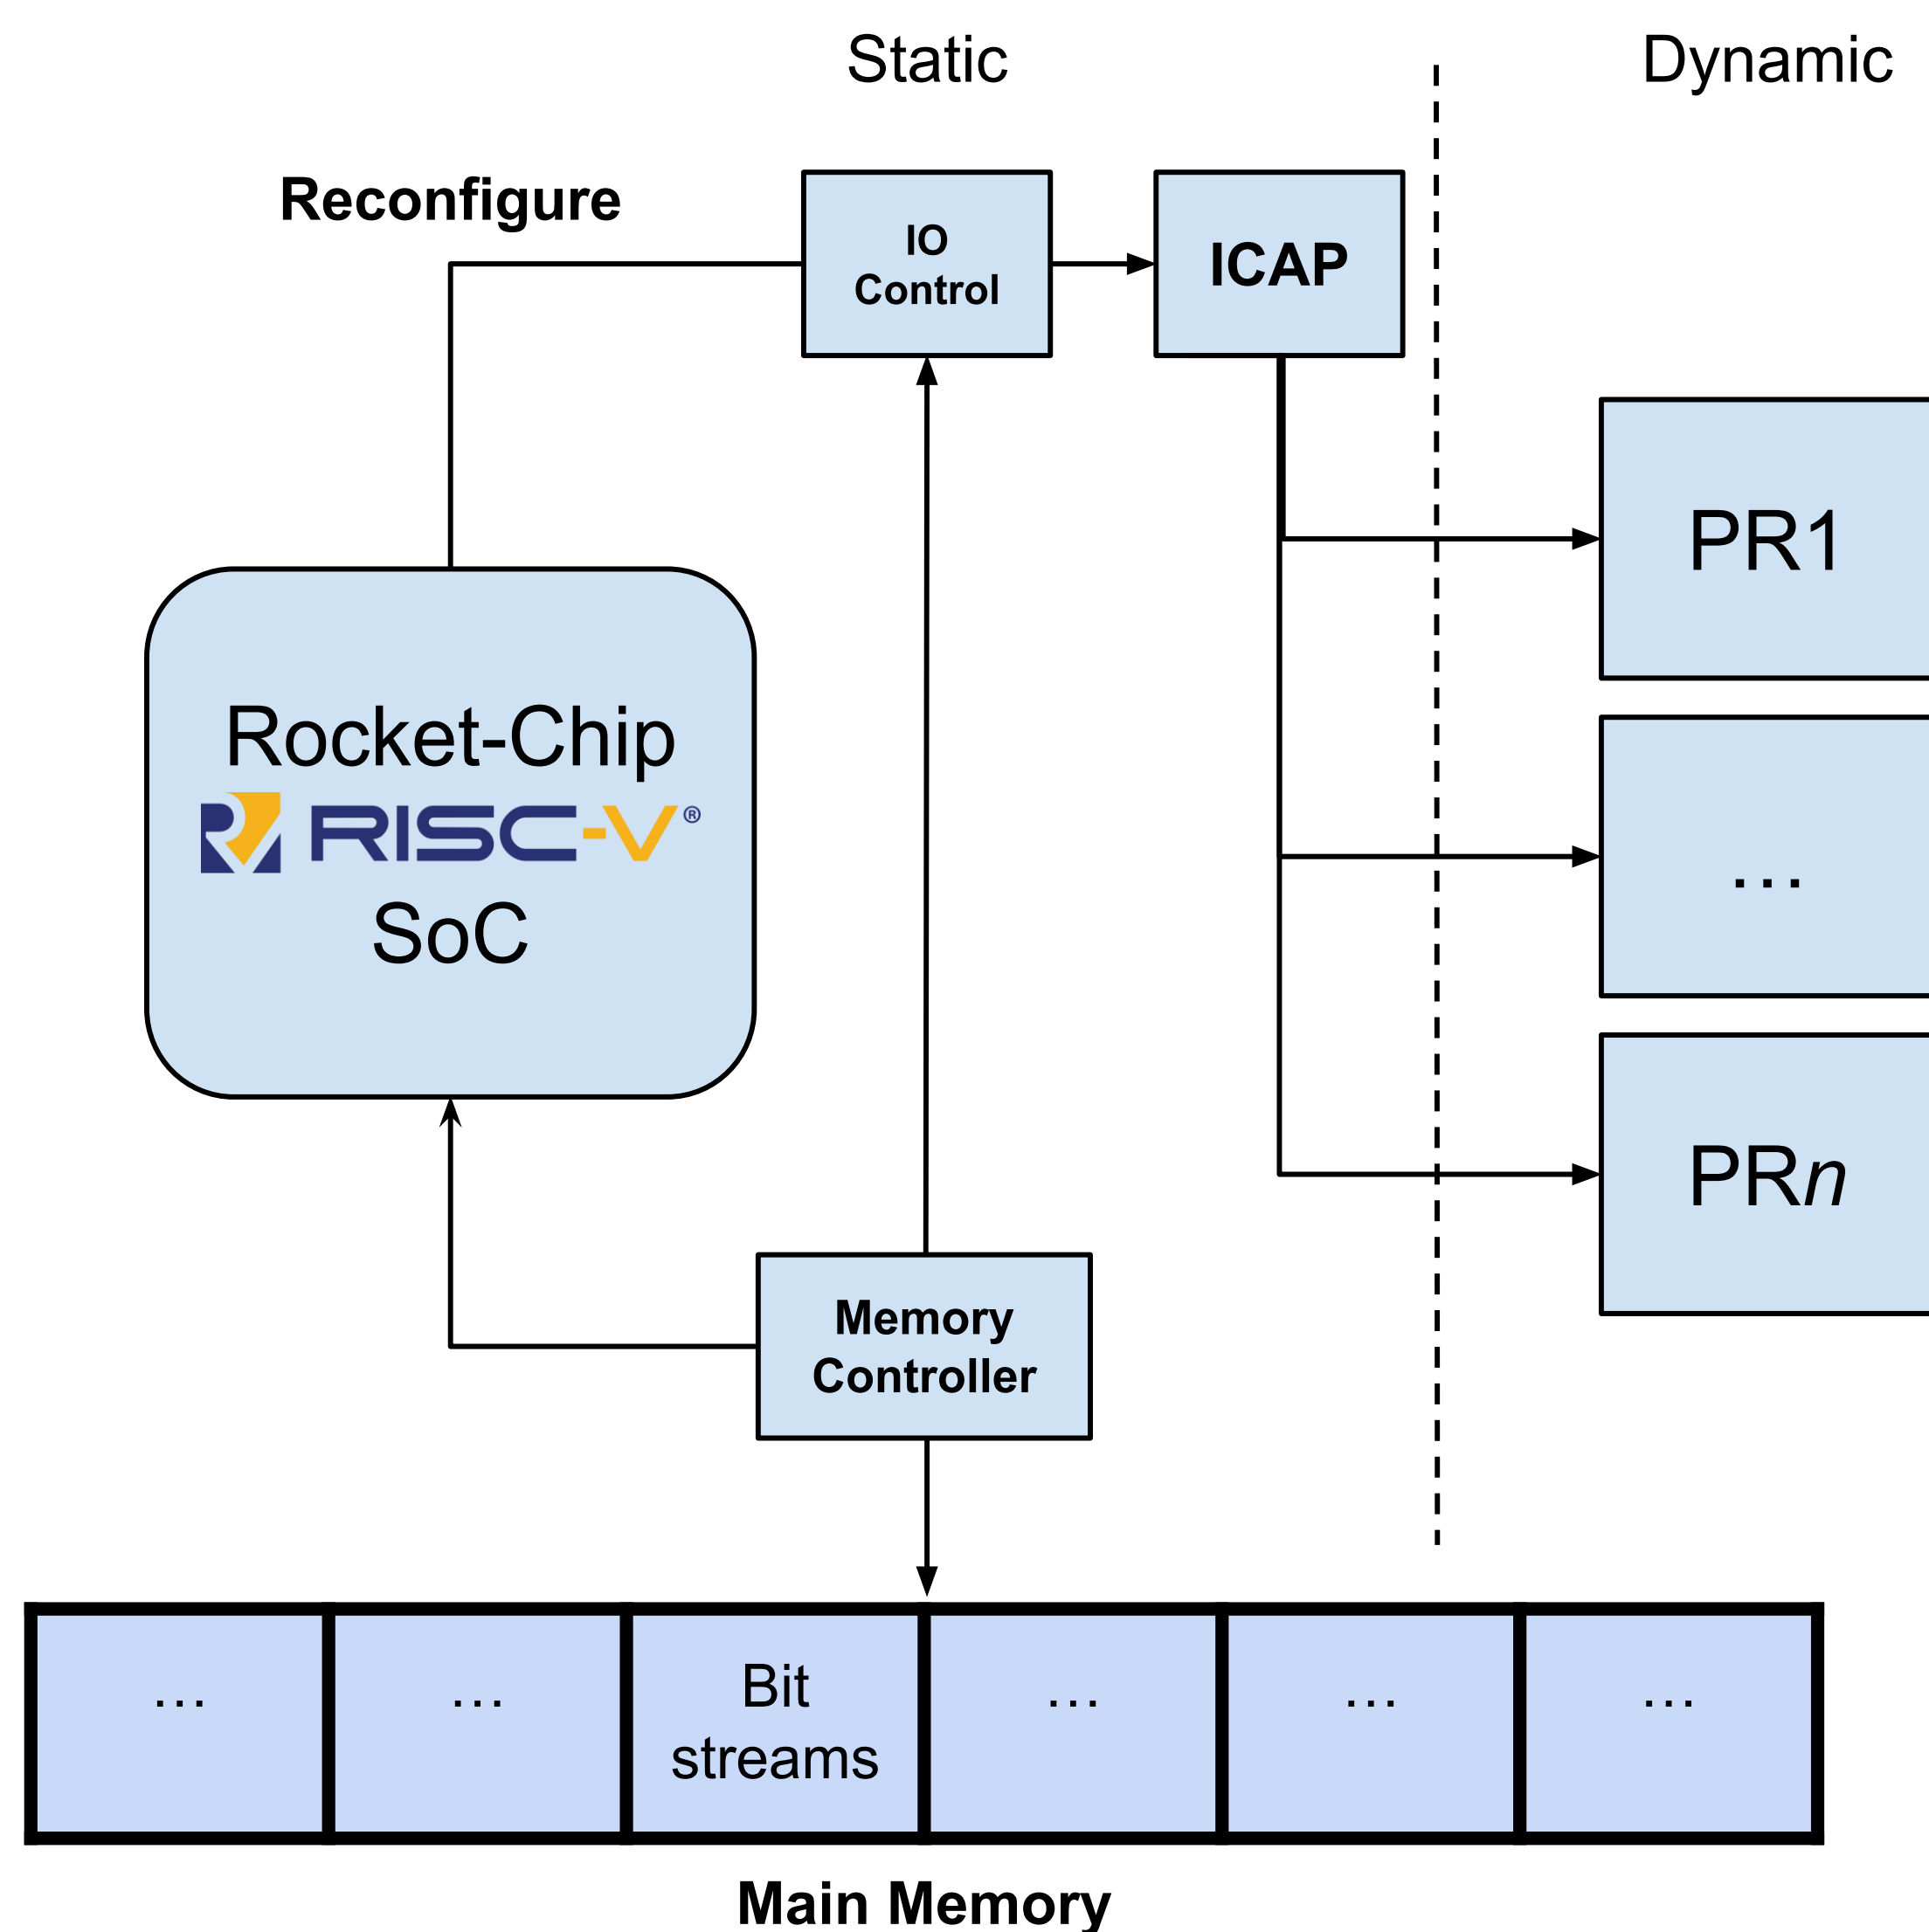 Static
Dynamic
Reconfigure
IO
Control
ICAP
PR1
Rocket-Chip
RISC-V®
SoC
...
PRn
Memory
Controller
... ... Bit ... ... ...
streams
Main Memory